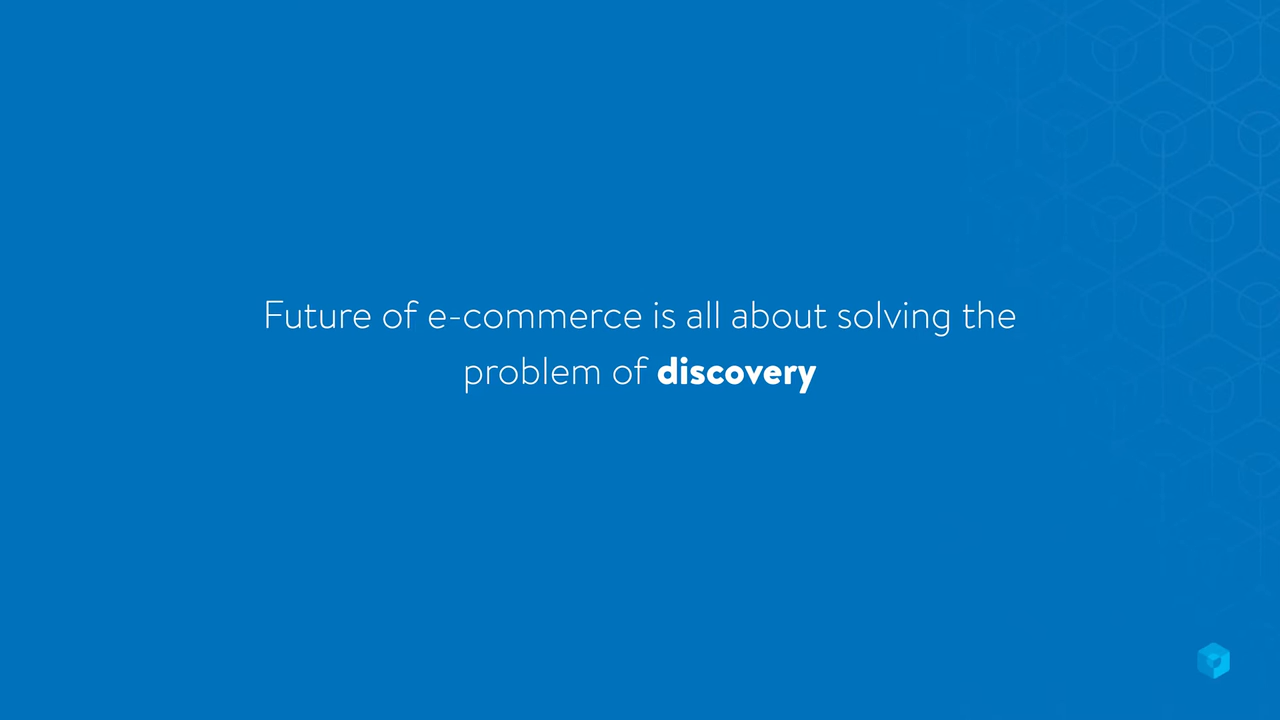 Future of e-commerce is all about solving the
problem of discovery